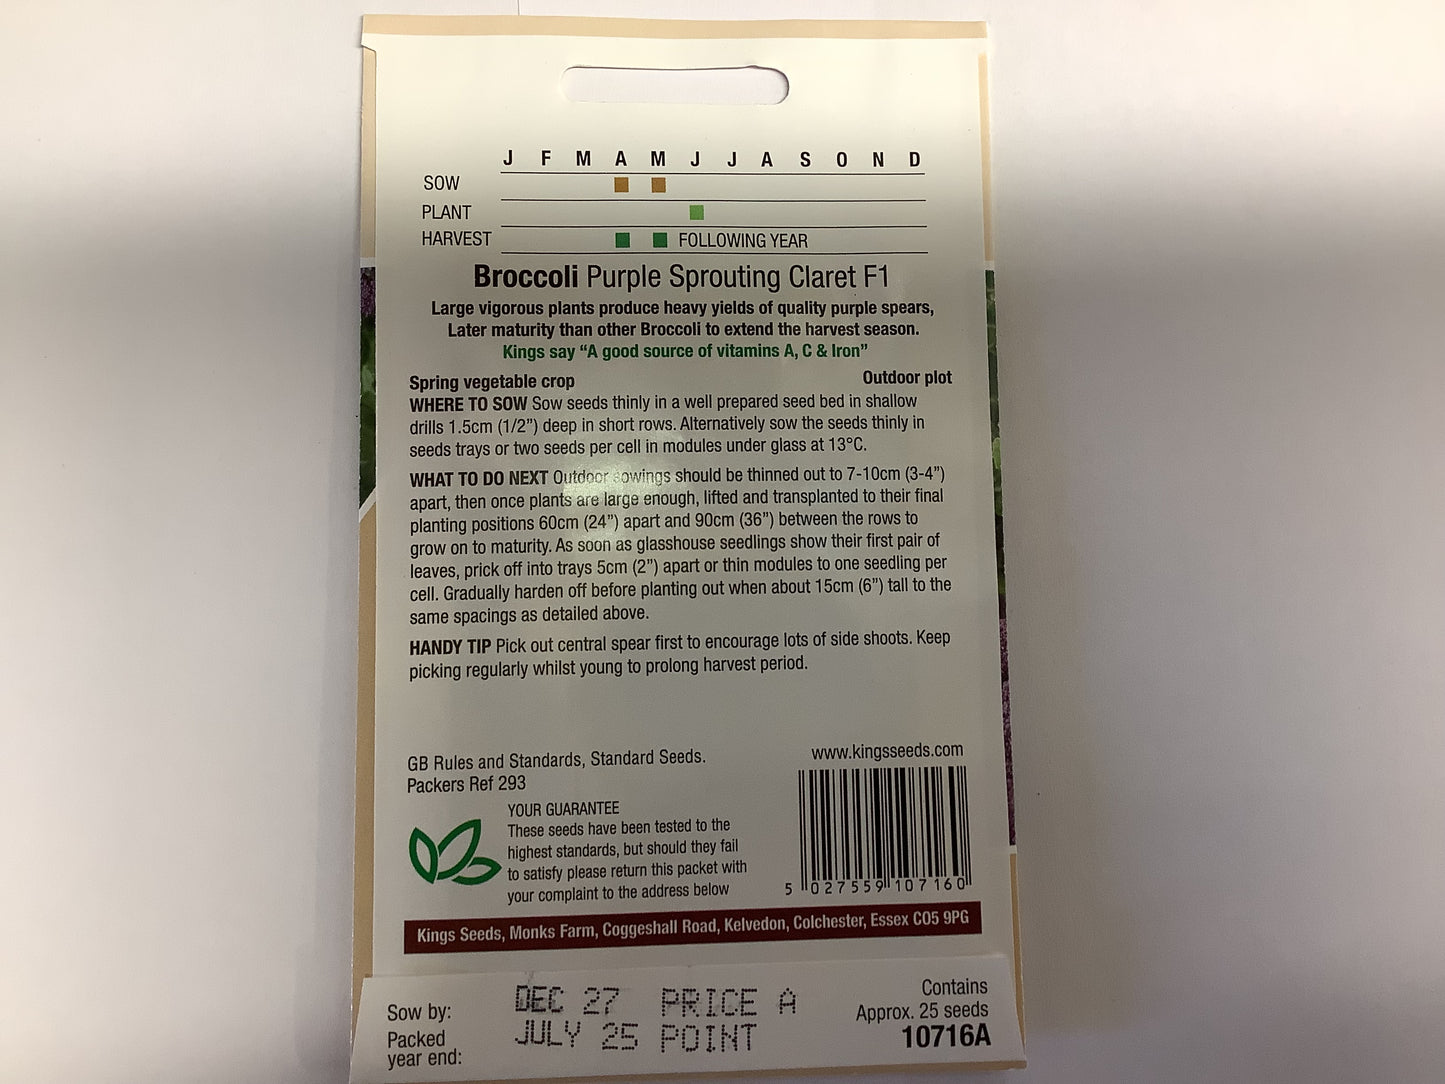 J F M A M J J A S O N D
SOW
PLANT
HARVEST FOLLOWING YEAR
Broccoli Purple Sprouting Claret F1
Large vigorous plants produce heavy yields of quality purple spears,
Later maturity than other Broccoli to extend the harvest season.
Kings say “A good source of vitamins A, C & Iron”
Spring vegetable crop Outdoor plot
WHERE TO SOW Sow seeds thinly in a well prepared seed bed in shallow
drills 1.5cm (1/2”) deep in short rows. Alternatively sow the seeds thinly in
seeds trays or two seeds per cell in modules under glass at 13°C.
WHAT TO DO NEXT Outdoor sowings should be thinned out to 7-10cm (3-4”)
apart, then once plants are large enough, lifted and transplanted to their final
planting positions 60cm (24”) apart and 90cm (36”) between the rows to
grow on to maturity. As soon as glasshouse seedlings show their first pair of
leaves, prick off into trays 5cm (2”) apart or thin modules to one seedling per
cell. Gradually harden off before planting out when about 15cm (6”) tall to the
same spacings as detailed above.
HANDY TIP Pick out central spear first to encourage lots of side shoots. Keep
picking regularly whilst young to prolong harvest period.
GB Rules and Standards, Standard Seeds.
Packers Ref 293
www.kingsseeds.com
YOUR GUARANTEE
These seeds have been tested to the
highest standards, but should they fail
to satisfy please return this packet with
your complaint to the address below
5 027559 107160
Kings Seeds, Monks Farm, Coggeshall Road, Kelvedon, Colchester, Essex CO5 9PG
Sow by: DEC 27 PRICE A
Packed JULY 25 POINT
year end:
Contains
Approx. 25 seeds
10716A